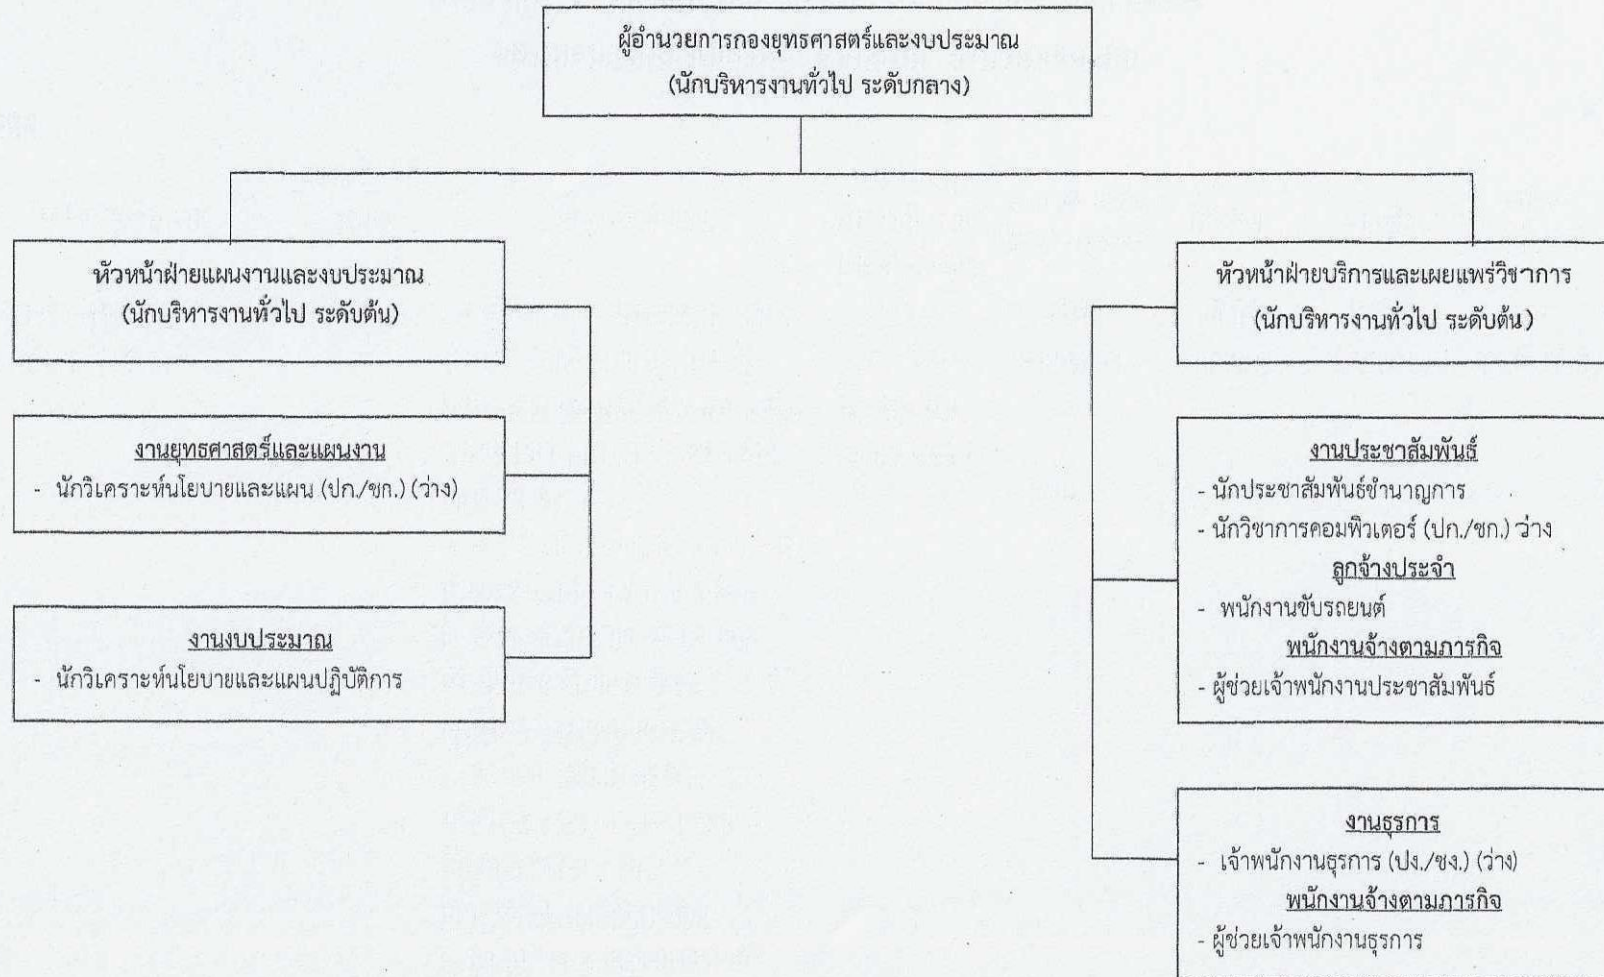 ผู้อำนวยการกองยุทธศาสตร์และงบประมาณ
(นักบริหารงานทั่วไป ระดับกลาง)
หัวหน้าฝ่ายแผนงานและงบประมาณ
(นักบริหารงานทั่วไป ระดับต้น)
งานยุทธศาสตร์และแผนงาน
- นักวิเคราะห์นโยบายและแผน (ปก./ชก.) (ว่าง)
งานงบประมาณ
- นักวิเคราะห์นโยบายและแผนปฏิบัติการ
หัวหน้าฝ่ายบริการและเผยแพร่วิชาการ
(นักบริหารงานทั่วไป ระดับต้น)
งานประชาสัมพันธ์
- นักประชาสัมพันธ์ชำนาญการ
- นักวิชาการคอมพิวเตอร์ (ปก./ชก.) ว่าง
ลูกจ้างประจำ
- พนักงานขับรถยนต์
พนักงานจ้างตามภารกิจ
- ผู้ช่วยเจ้าพนักงานประชาสัมพันธ์
งานธุรการ
- เจ้าพนักงานธุรการ (ปง./ชง.) (ว่าง)
พนักงานจ้างตามภารกิจ
- ผู้ช่วยเจ้าพนักงานธุรการ